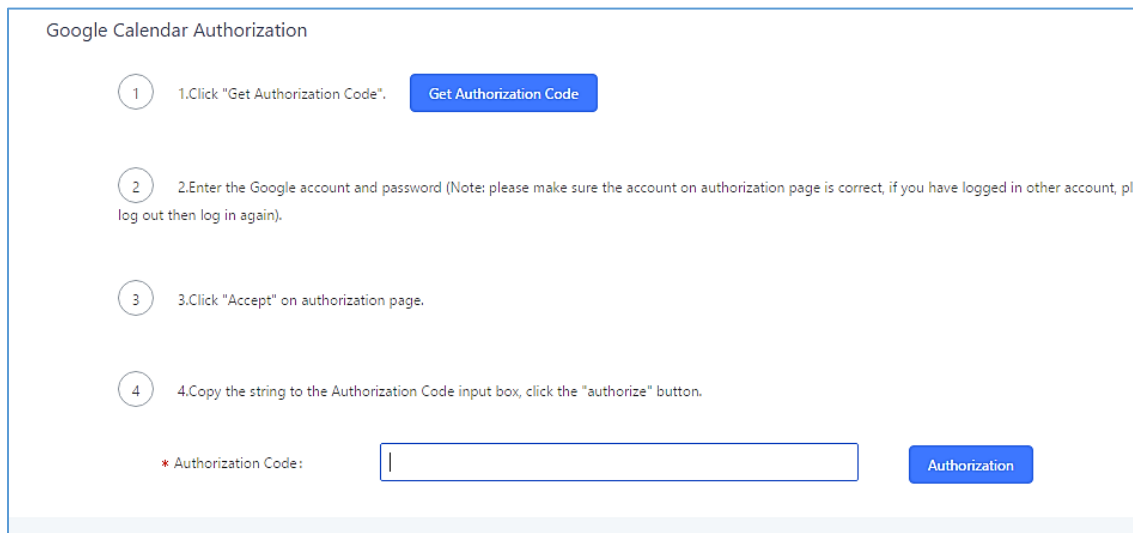 Google Calendar Authorization
1 1.Click "Get Authorization Code". Get Authorization Code
2 2.Enter the Google account and password (Note: please make sure the account on authorization page is correct, if you have logged in other account, pl
log out then log in again).
3 3.Click "Accept" on authorization page.
4 4.Copy the string to the Authorization Code input box, click the "authorize" button.
* Authorization Code: Authorization